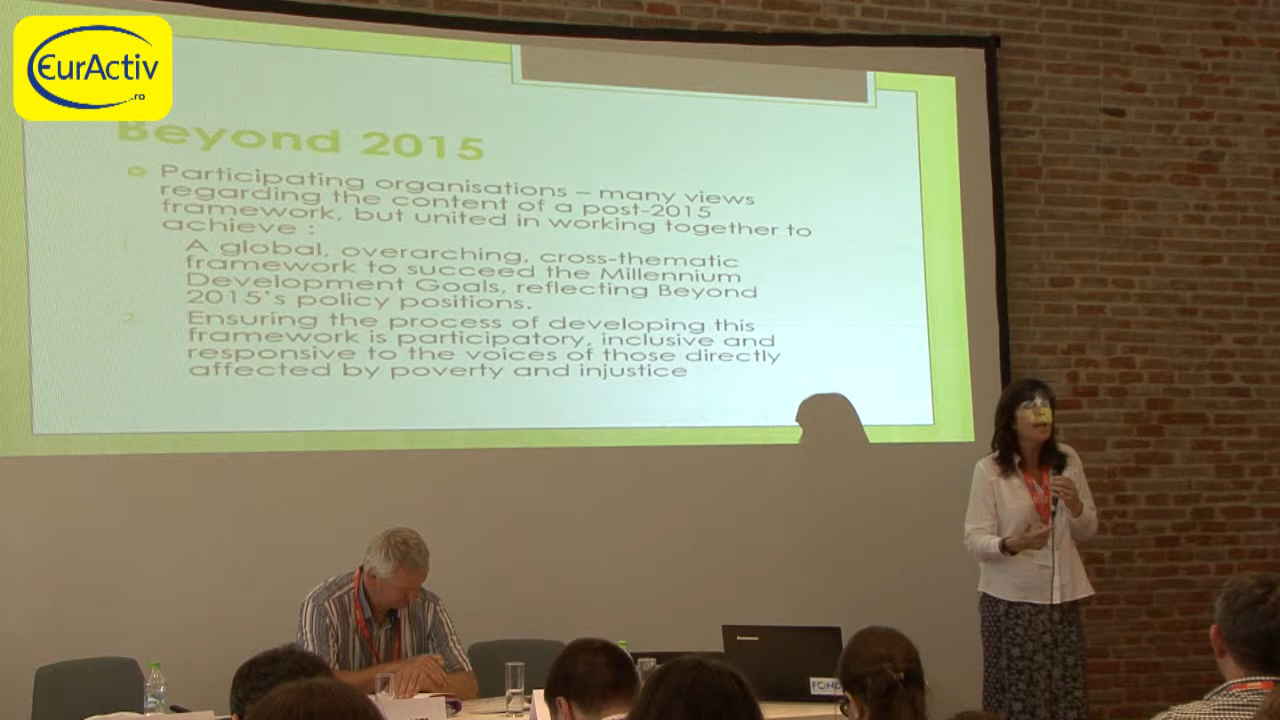 EurActiv
.ro
Beyond 2015
Participating organisations – many views
regarding the content of a post-2015
framework, but united in working together to
achieve :
A global, overarching, cross-thematic
framework to succeed the Millennium
Development Goals, reflecting Beyond
2015's policy positions.
2.
Ensuring the process of developing this
framework is participatory, inclusive and
responsive to the voices of those directly
affected by poverty and injustice
lenovo
FOND